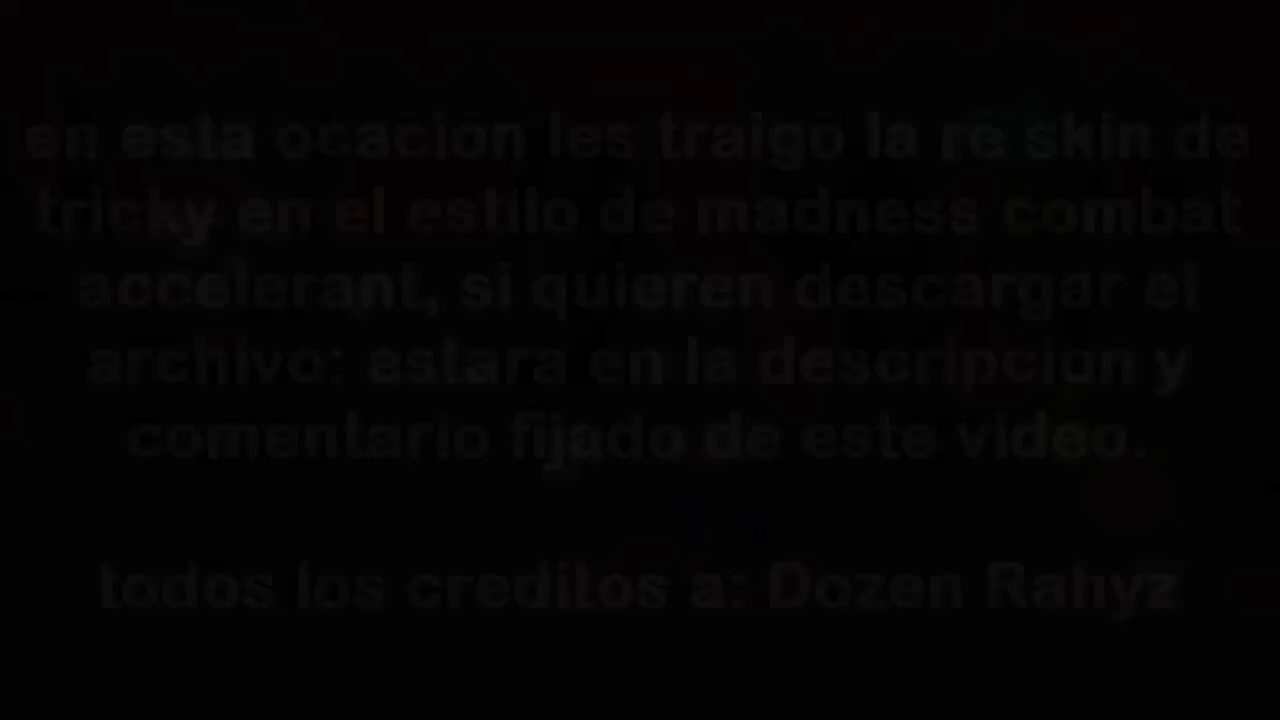 en esta ocacion les traigo la re skin de
tricky en el estilo de madness combat
accelerant, si quieren descargar el
archivo: estara en la descripcion y
comentario fijado de este video.
todos los creditos a: Dozen Rahyz